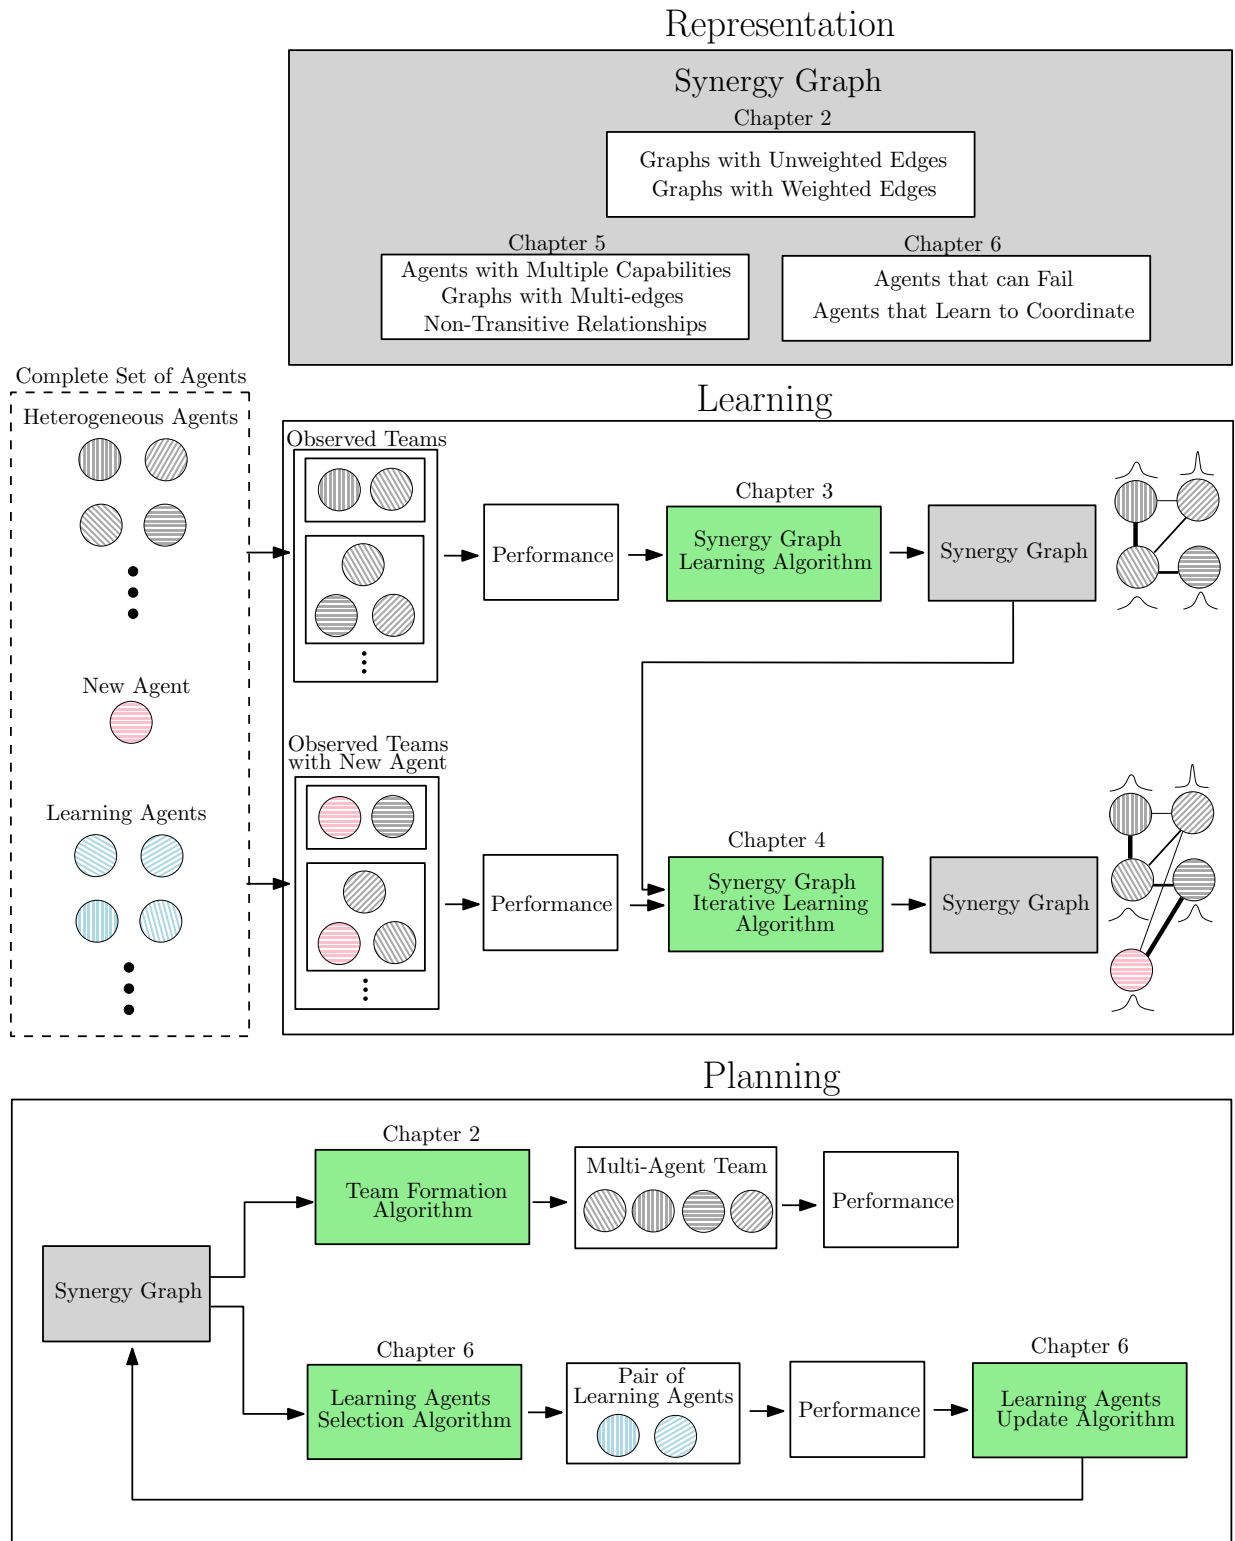 Representation
Synergy Graph
Chapter 2
Graphs with Unweighted Edges
Graphs with Weighted Edges
Chapter 5
Agents with Multiple Capabilities
Graphs with Multi-edges
Non-Transitive Relationships
Chapter 6
Agents that can Fail
Agents that Learn to Coordinate
Complete Set of Agents
Heterogeneous Agents
New Agent
Learning Agents
Learning
Observed Teams
Performance
Chapter 3
Synergy Graph
Learning Algorithm
Synergy Graph
Observed Teams
with New Agent
Performance
Chapter 4
Synergy Graph
Iterative Learning
Algorithm
Synergy Graph
Planning
Synergy Graph
Chapter 2
Team Formation
Algorithm
Multi-Agent Team
Performance
Chapter 6
Learning Agents
Selection Algorithm
Pair of
Learning Agents
Performance
Chapter 6
Learning Agents
Update Algorithm